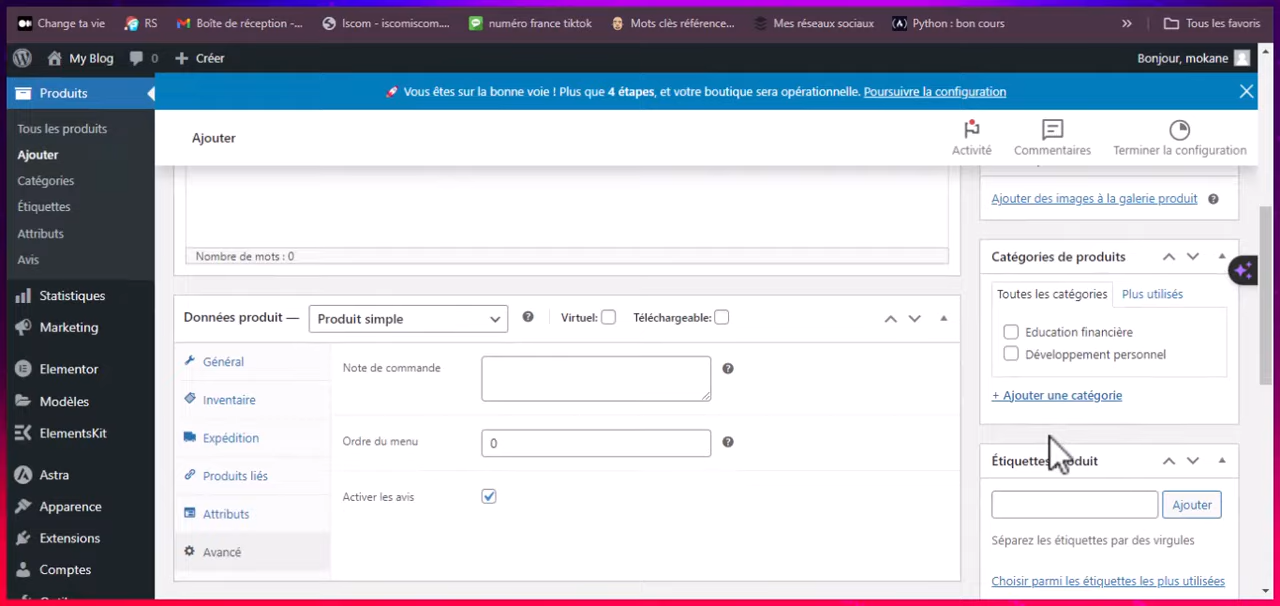 Change ta vie
RS
Boîte de réception -...
Iscom - iscomiscom....
numéro france tiktok
Mots clés référence...
Mes réseaux sociaux
Python : bon cours
»
Tous les favoris
My Blog
0
Créer
Bonjour, mokane
Produits
Tous les produits
Ajouter
Catégories
Étiquettes
Attributs
Avis
Statistiques
Marketing
Elementor
Modèles
ElementsKit
Astra
Apparence
Extensions
Comptes
Vous êtes sur la bonne voie ! Plus que 4 étapes, et votre boutique sera opérationnelle. Poursuivre la configuration
Ajouter
Activité
Commentaires
Terminer la configuration
Nombre de mots : 0
Données produit —
Produit simple
Virtuel:
Téléchargeable:
Général
Inventaire
Expédition
Produits liés
Attributs
Avancé
Note de commande
Ordre du menu
0
Activer les avis
Ajouter des images à la galerie produit
Catégories de produits
Toutes les catégories
Plus utilisés
Education financière
Développement personnel
+ Ajouter une catégorie
Étiquettes produit
Ajouter
Séparez les étiquettes par des virgules
Choisir parmi les étiquettes les plus utilisées